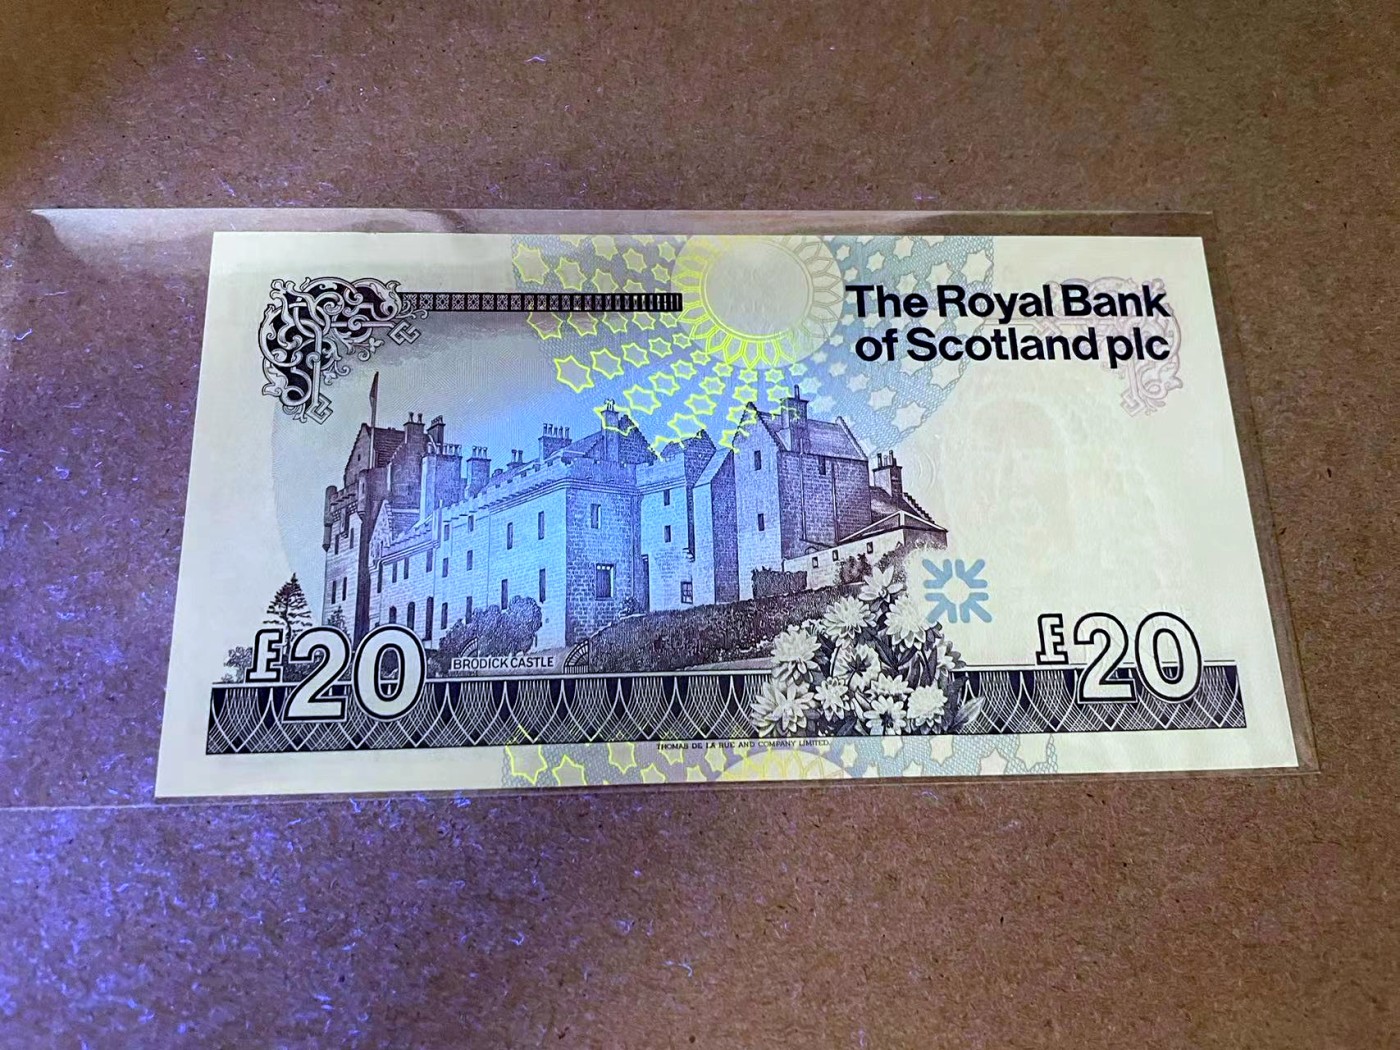 The Royal Bank
of Scotland plc
BRODICK CASTLE
£20
£20
THOMAS DE LA RUE AND COMPANY LIMITED.